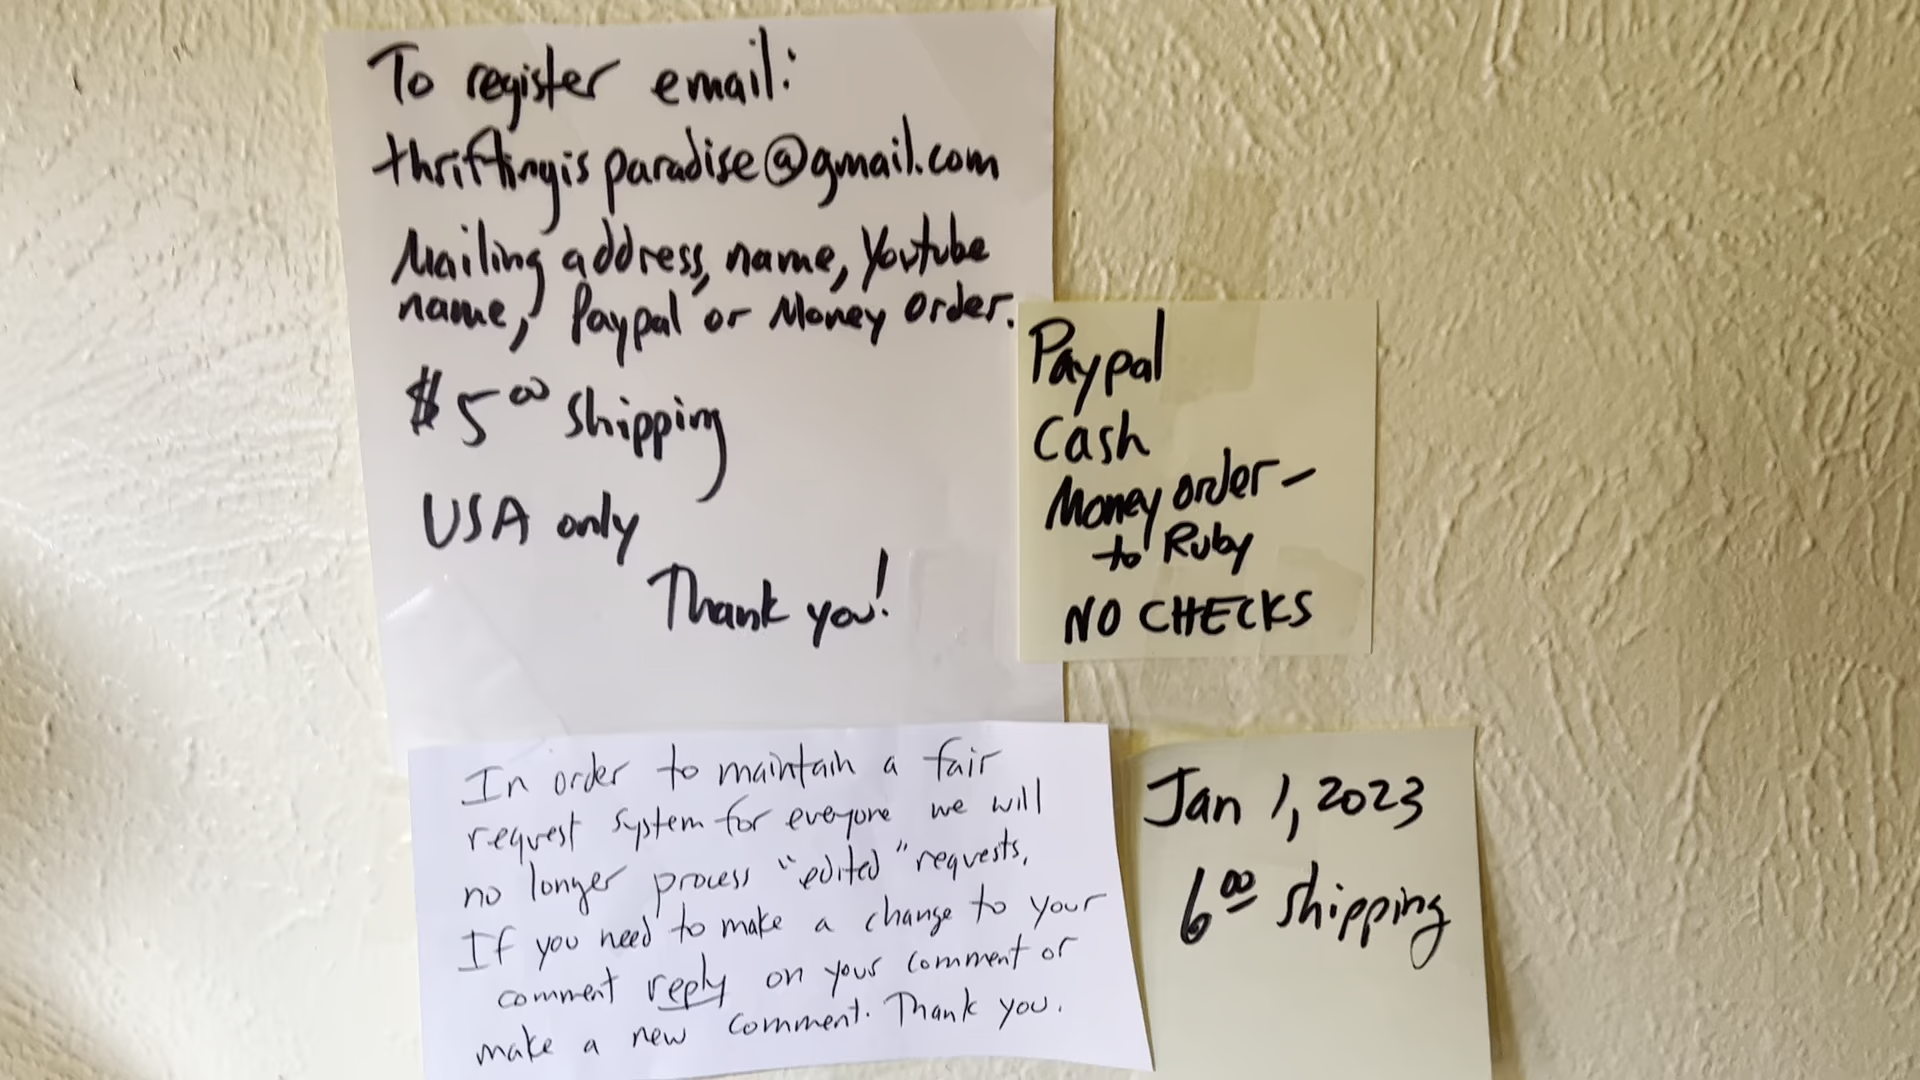 To register email:
thriftingisparadise@gmail.com
Mailing address, name, Youtube
name, Paypal or Money order.
$5.00 shipping
USA only
Thank you!
Paypal
Cash
Money order -
to Ruby
NO CHECKS
In order to maintain a fair
request system for everyone we will
no longer process "edited" requests.
If you need to make a change to your
comment reply on your comment or
make a new comment. Thank you.
Jan 1, 2023
6.00 shipping